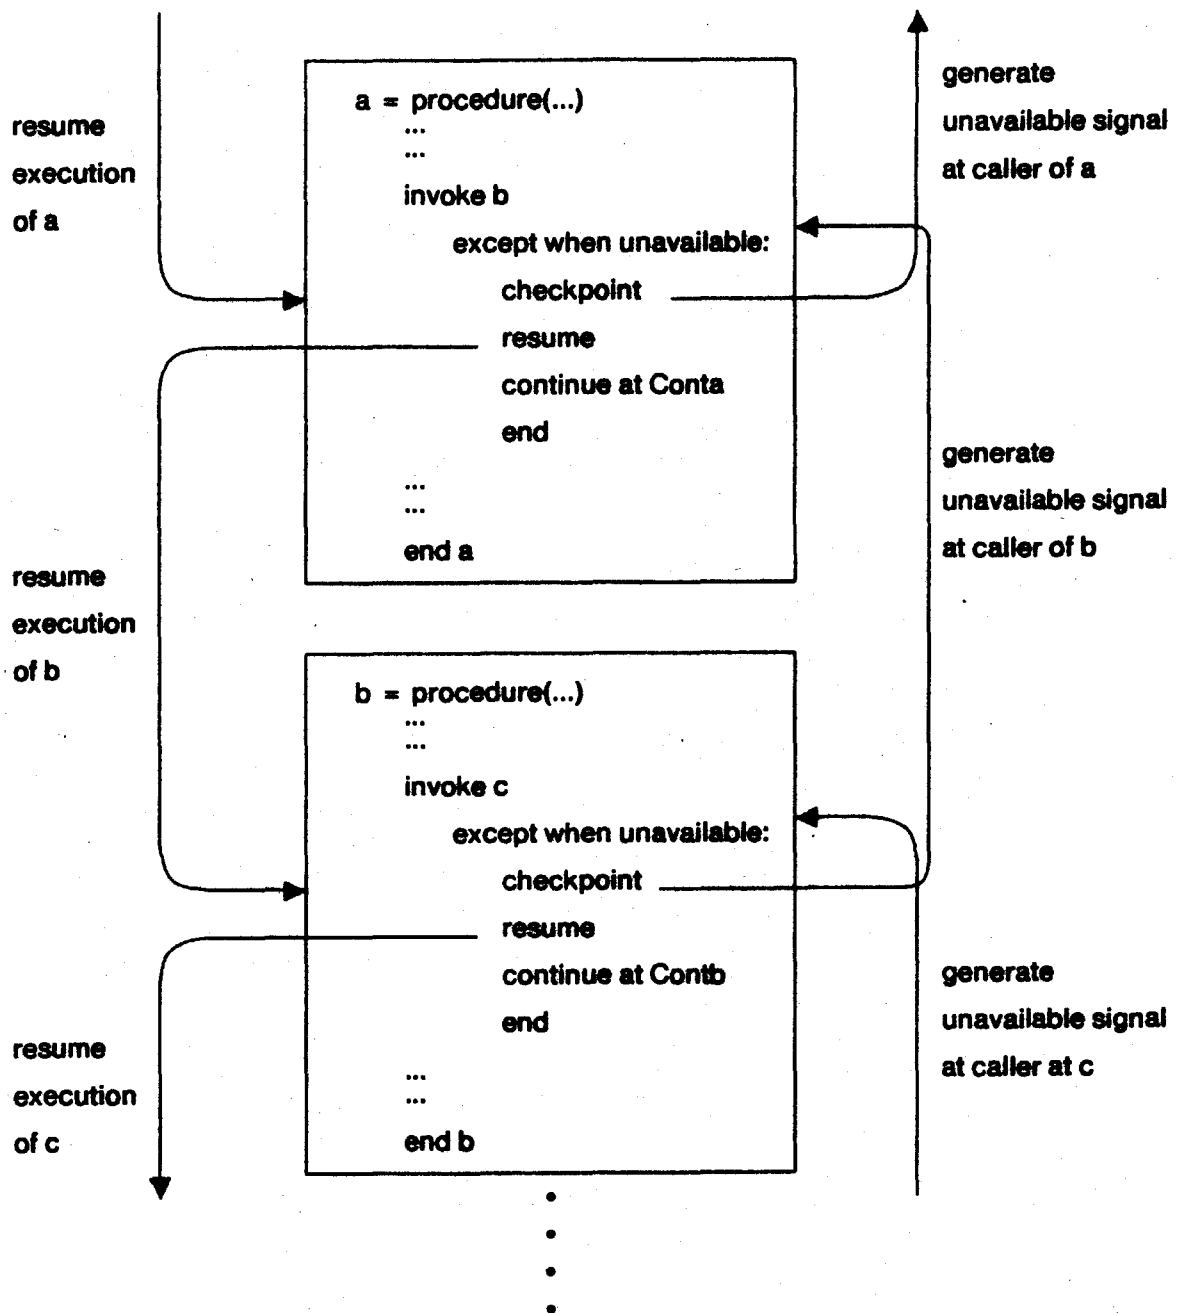 resume
execution
of a
a = procedure(...)
...
...
invoke b
except when unavailable:
checkpoint
resume
continue at Conta
end
...
...
end a
generate
unavailable signal
at caller of a
generate
unavailable signal
at caller of b
resume
execution
of b
b = procedure(...)
...
...
invoke c
except when unavailable:
checkpoint
resume
continue at Contb
end
...
...
end b
resume
execution
of c
generate
unavailable signal
at caller at c